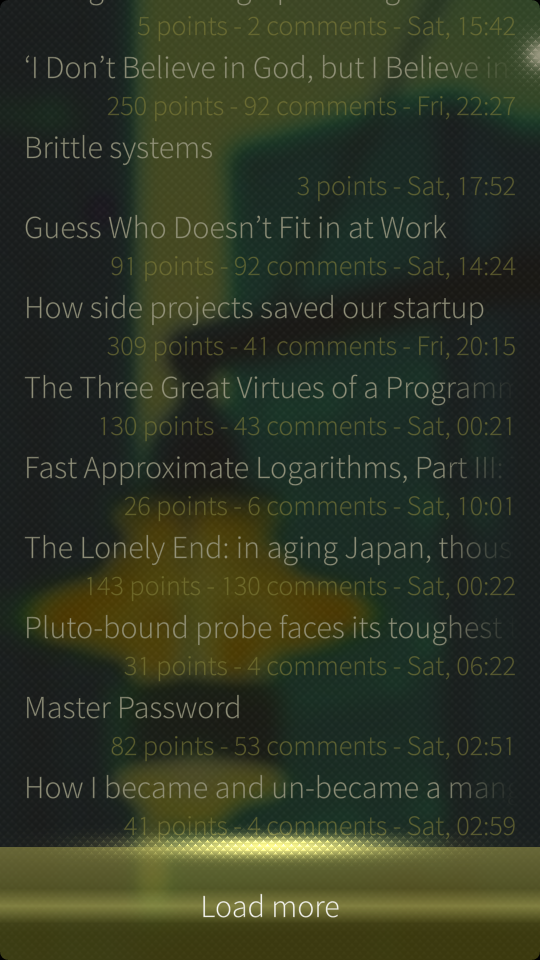 5 points - 2 comments - Sat, 15:42
‘I Don’t Believe in God, but I Believe in
250 points - 92 comments - Fri, 22:27
Brittle systems
3 points - Sat, 17:52
Guess Who Doesn’t Fit in at Work
91 points - 92 comments - Sat, 14:24
How side projects saved our startup
309 points - 41 comments - Fri, 20:15
The Three Great Virtues of a Programm
130 points - 43 comments - Sat, 00:21
Fast Approximate Logarithms, Part III:
26 points - 6 comments - Sat, 10:01
The Lonely End: in aging Japan, thous
143 points - 130 comments - Sat, 00:22
Pluto-bound probe faces its toughest
31 points - 4 comments - Sat, 06:22
Master Password
82 points - 53 comments - Sat, 02:51
How I became and un-became a man
41 points - 4 comments - Sat, 02:59
Load more